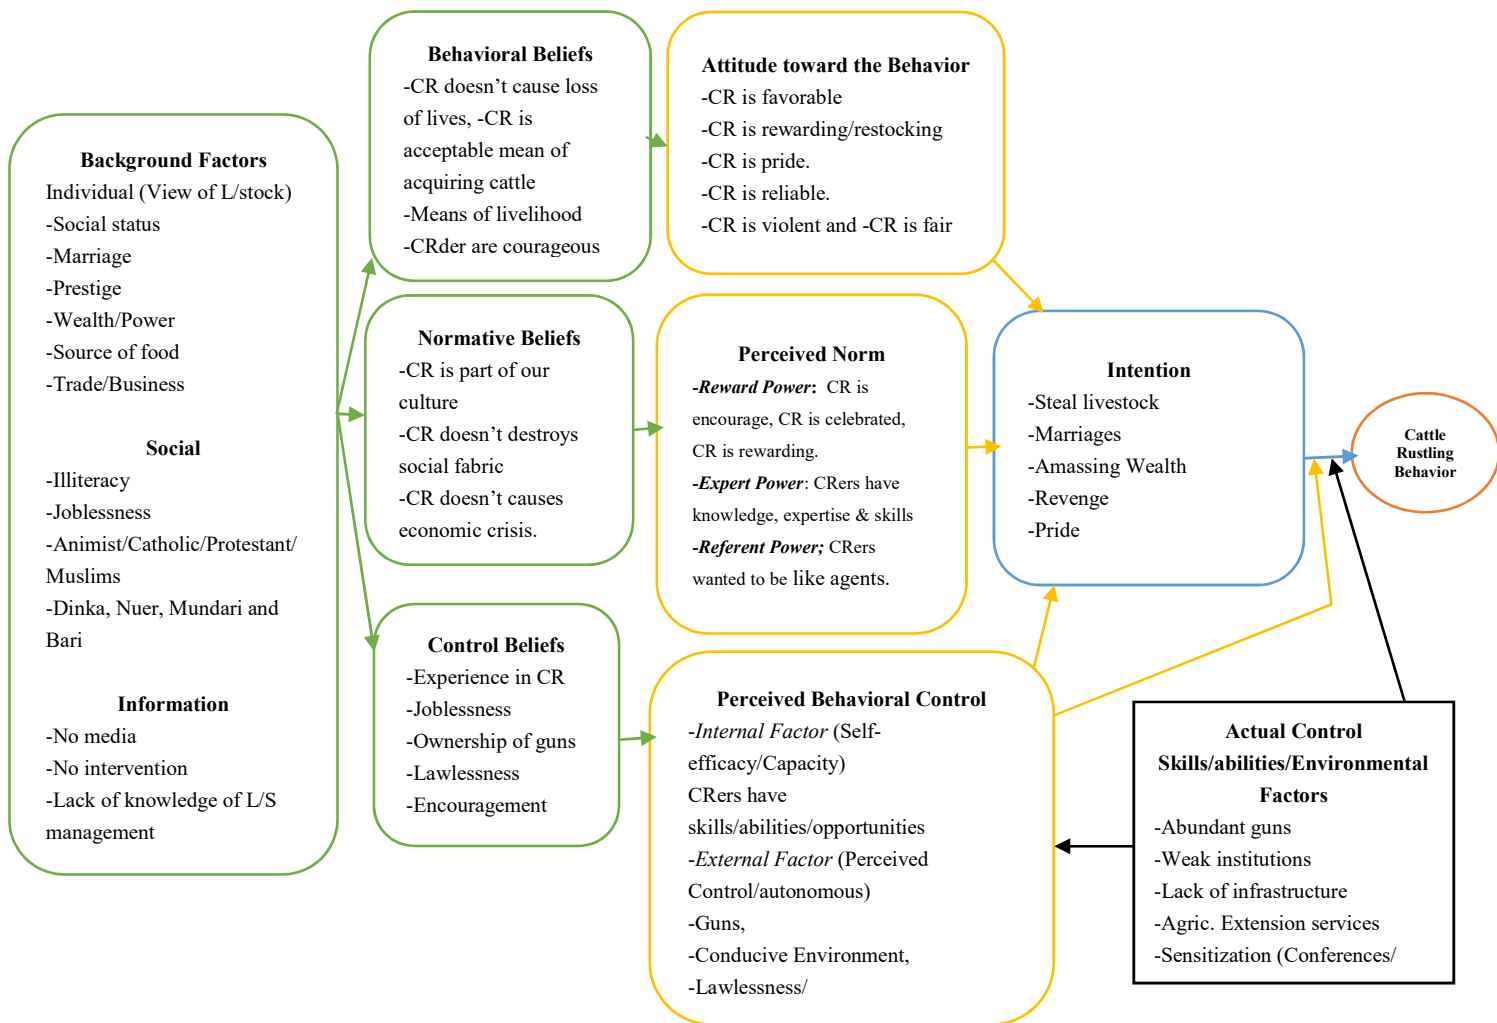 Background Factors
Individual (View of L/stock)
-Social status
-Marriage
-Prestige
-Wealth/Power
-Source of food
-Trade/Business
Social
-Illiteracy
-Joblessness
-Animist/Catholic/Protestant/
Muslims
-Dinka, Nuer, Mundari and
Bari
Information
-No media
-No intervention
-Lack of knowledge of L/S
management
Behavioral Beliefs
-CR doesn’t cause loss
of lives, -CR is
acceptable mean of
acquiring cattle
-Means of livelihood
-CRder are courageous
Normative Beliefs
-CR is part of our
culture
-CR doesn’t destroys
social fabric
-CR doesn’t causes
economic crisis.
Control Beliefs
-Experience in CR
-Joblessness
-Ownership of guns
-Lawlessness
-Encouragement
Attitude toward the Behavior
-CR is favorable
-CR is rewarding/restocking
-CR is pride.
-CR is reliable.
-CR is violent and -CR is fair
Perceived Norm
-Reward Power: CR is
encourage, CR is celebrated,
CR is rewarding.
-Expert Power: CRers have
knowledge, expertise & skills
-Referent Power; CRers
wanted to be like agents.
Perceived Behavioral Control
-Internal Factor (Self-
efficacy/Capacity)
CRers have
skills/abilities/opportunities
-External Factor (Perceived
Control/autonomous)
-Guns,
-Conducive Environment,
-Lawlessness/
Intention
-Steal livestock
-Marriages
-Amassing Wealth
-Revenge
-Pride
Cattle
Rustling
Behavior
Actual Control
Skills/abilities/Environmental
Factors
-Abundant guns
-Weak institutions
-Lack of infrastructure
-Agric. Extension services
-Sensitization (Conferences/